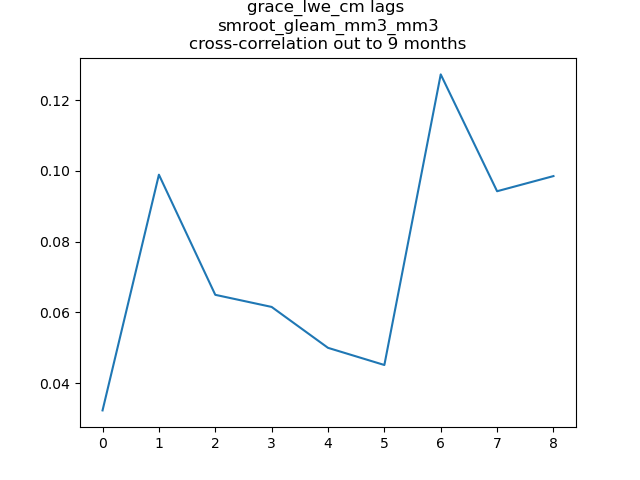 grace_lwe_cm lags
smroot_gleam_mm3_mm3
cross-correlation out to 9 months
0.12
0.10
0.08
0.06
0.04
0 1 2 3 4 5 6 7 8